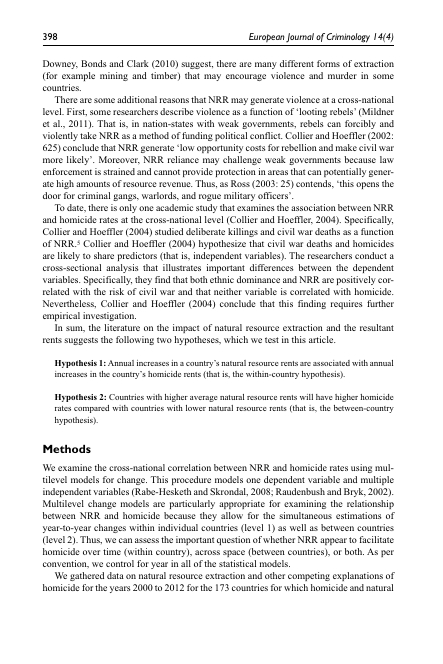 398
European Journal of Criminology 14(4)
Downey, Bonds and Clark (2010) suggest, there are many different forms of extraction
(for example mining and timber) that may encourage violence and murder in some
countries.
There are some additional reasons that NRR may generate violence at a cross-national
level. First, some researchers describe violence as a function of ‘looting rebels’ (Mildner
et al., 2011). That is, in nation-states with weak governments, rebels can forcibly and
violently take NRR as a method of funding political conflict. Collier and Hoeffler (2002:
625) conclude that NRR generate ‘low opportunity costs for rebellion and make civil war
more likely’. Moreover, NRR reliance may challenge weak governments because law
enforcement is strained and cannot provide protection in areas that can potentially gener-
ate high amounts of resource revenue. Thus, as Ross (2003: 25) contends, ‘this opens the
door for criminal gangs, warlords, and rogue military officers’.
To date, there is only one academic study that examines the association between NRR
and homicide rates at the cross-national level (Collier and Hoeffler, 2004). Specifically,
Collier and Hoeffler (2004) studied deliberate killings and civil war deaths as a function
of NRR.⁵ Collier and Hoeffler (2004) hypothesize that civil war deaths and homicides
are likely to share predictors (that is, independent variables). The researchers conduct a
cross-sectional analysis that illustrates important differences between the dependent
variables. Specifically, they find that both ethnic dominance and NRR are positively cor-
related with the risk of civil war and that neither variable is correlated with homicide.
Nevertheless, Collier and Hoeffler (2004) conclude that this finding requires further
empirical investigation.
In sum, the literature on the impact of natural resource extraction and the resultant
rents suggests the following two hypotheses, which we test in this article.
Hypothesis 1: Annual increases in a country’s natural resource rents are associated with annual
increases in the country’s homicide rents (that is, the within-country hypothesis).
Hypothesis 2: Countries with higher average natural resource rents will have higher homicide
rates compared with countries with lower natural resource rents (that is, the between-country
hypothesis).
Methods
We examine the cross-national correlation between NRR and homicide rates using mul-
tilevel models for change. This procedure models one dependent variable and multiple
independent variables (Rabe-Hesketh and Skrondal, 2008; Raudenbush and Bryk, 2002).
Multilevel change models are particularly appropriate for examining the relationship
between NRR and homicide because they allow for the simultaneous estimations of
year-to-year changes within individual countries (level 1) as well as between countries
(level 2). Thus, we can assess the important question of whether NRR appear to facilitate
homicide over time (within country), across space (between countries), or both. As per
convention, we control for year in all of the statistical models.
We gathered data on natural resource extraction and other competing explanations of
homicide for the years 2000 to 2012 for the 173 countries for which homicide and natural